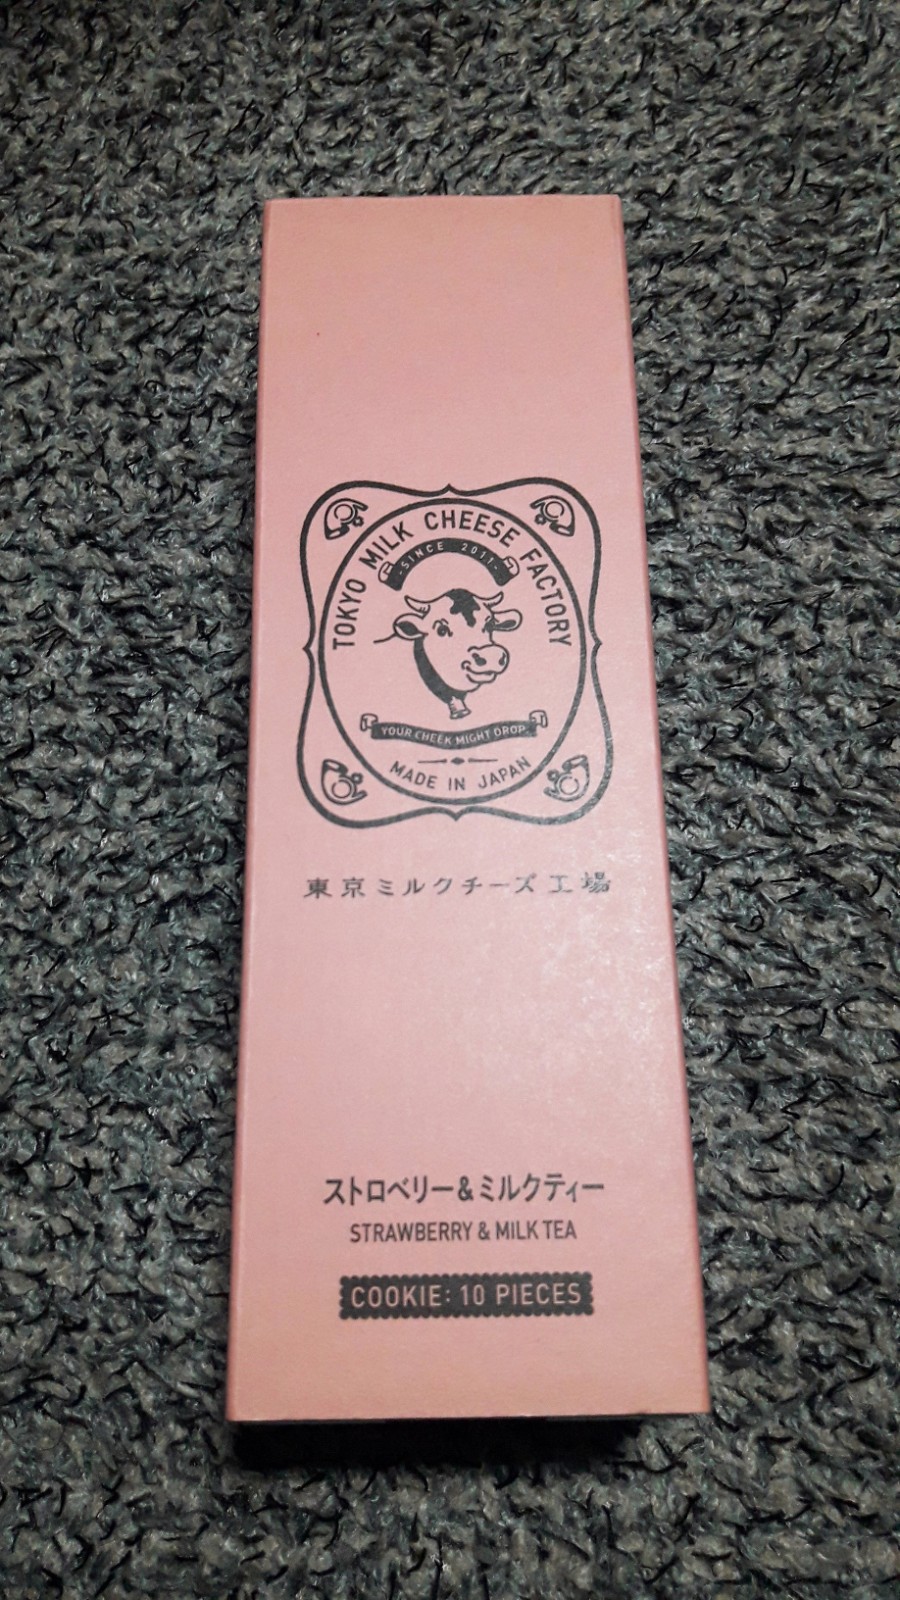 TOKYO MILK CHEESE FACTORY
-SINCE 2011-
YOUR CHEEK MIGHT DROP.
MADE IN JAPAN
東京ミルクチーズ工場
ストロベリー&ミルクティー
STRAWBERRY & MILK TEA
COOKIE: 10 PIECES